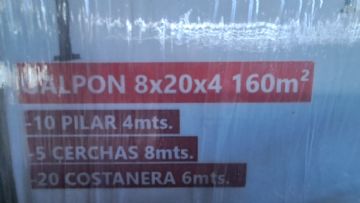 GALPON 8x20x4 160m²
-10 PILAR 4mts.
-5 CERCHAS 8mts.
-20 COSTANERA 6mts.